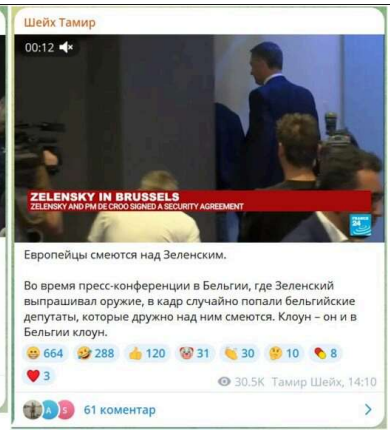 Шейх Тамир
00:12
ZELENSKY IN BRUSSELS
ZELENSKY AND PM DE CROO SIGNED A SECURITY AGREEMENT
FRANCE
24
Европейцы смеются над Зеленским.
Во время пресс-конференции в Бельгии, где Зеленский
выпрашивал оружие, в кадр случайно попали бельгийские
депутаты, которые дружно над ним смеются. Клоун – он и в
Бельгии клоун.
664 288 120 31 30 10 8
3
30.5K Тамир Шейх, 14:10
A S 61 коментар